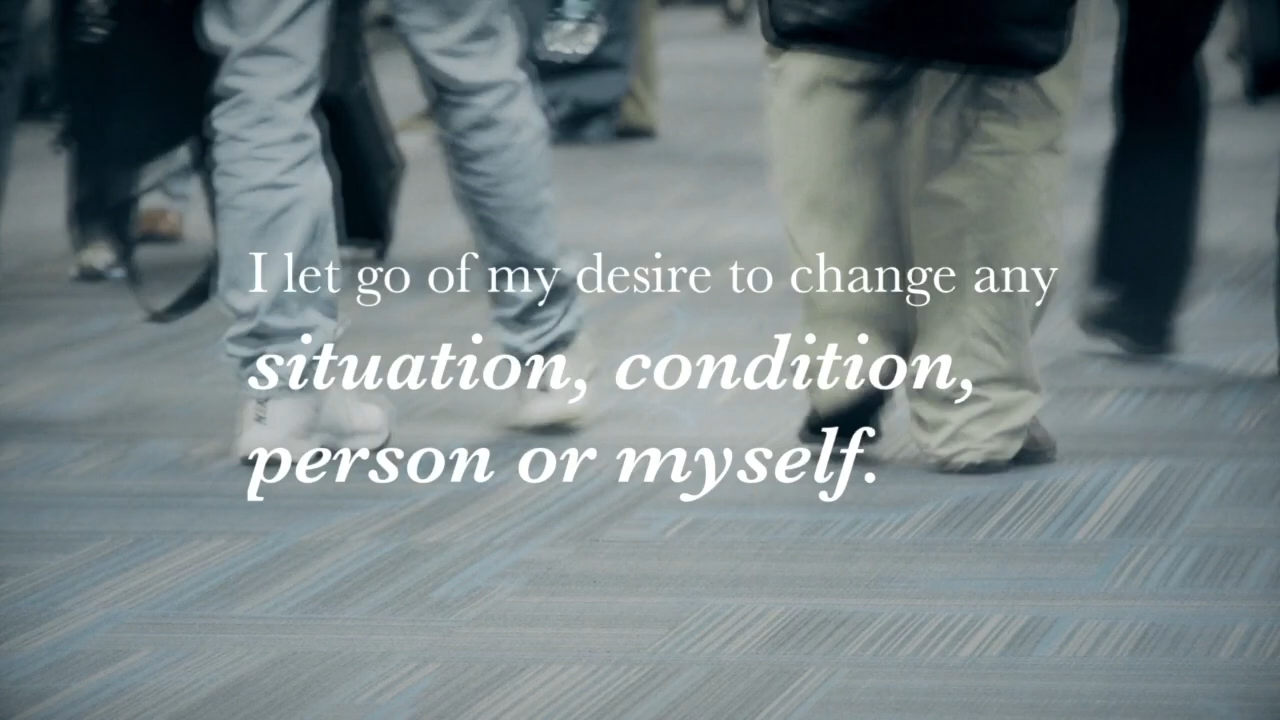 I let go of my desire to change any
situation, condition,
person or myself.